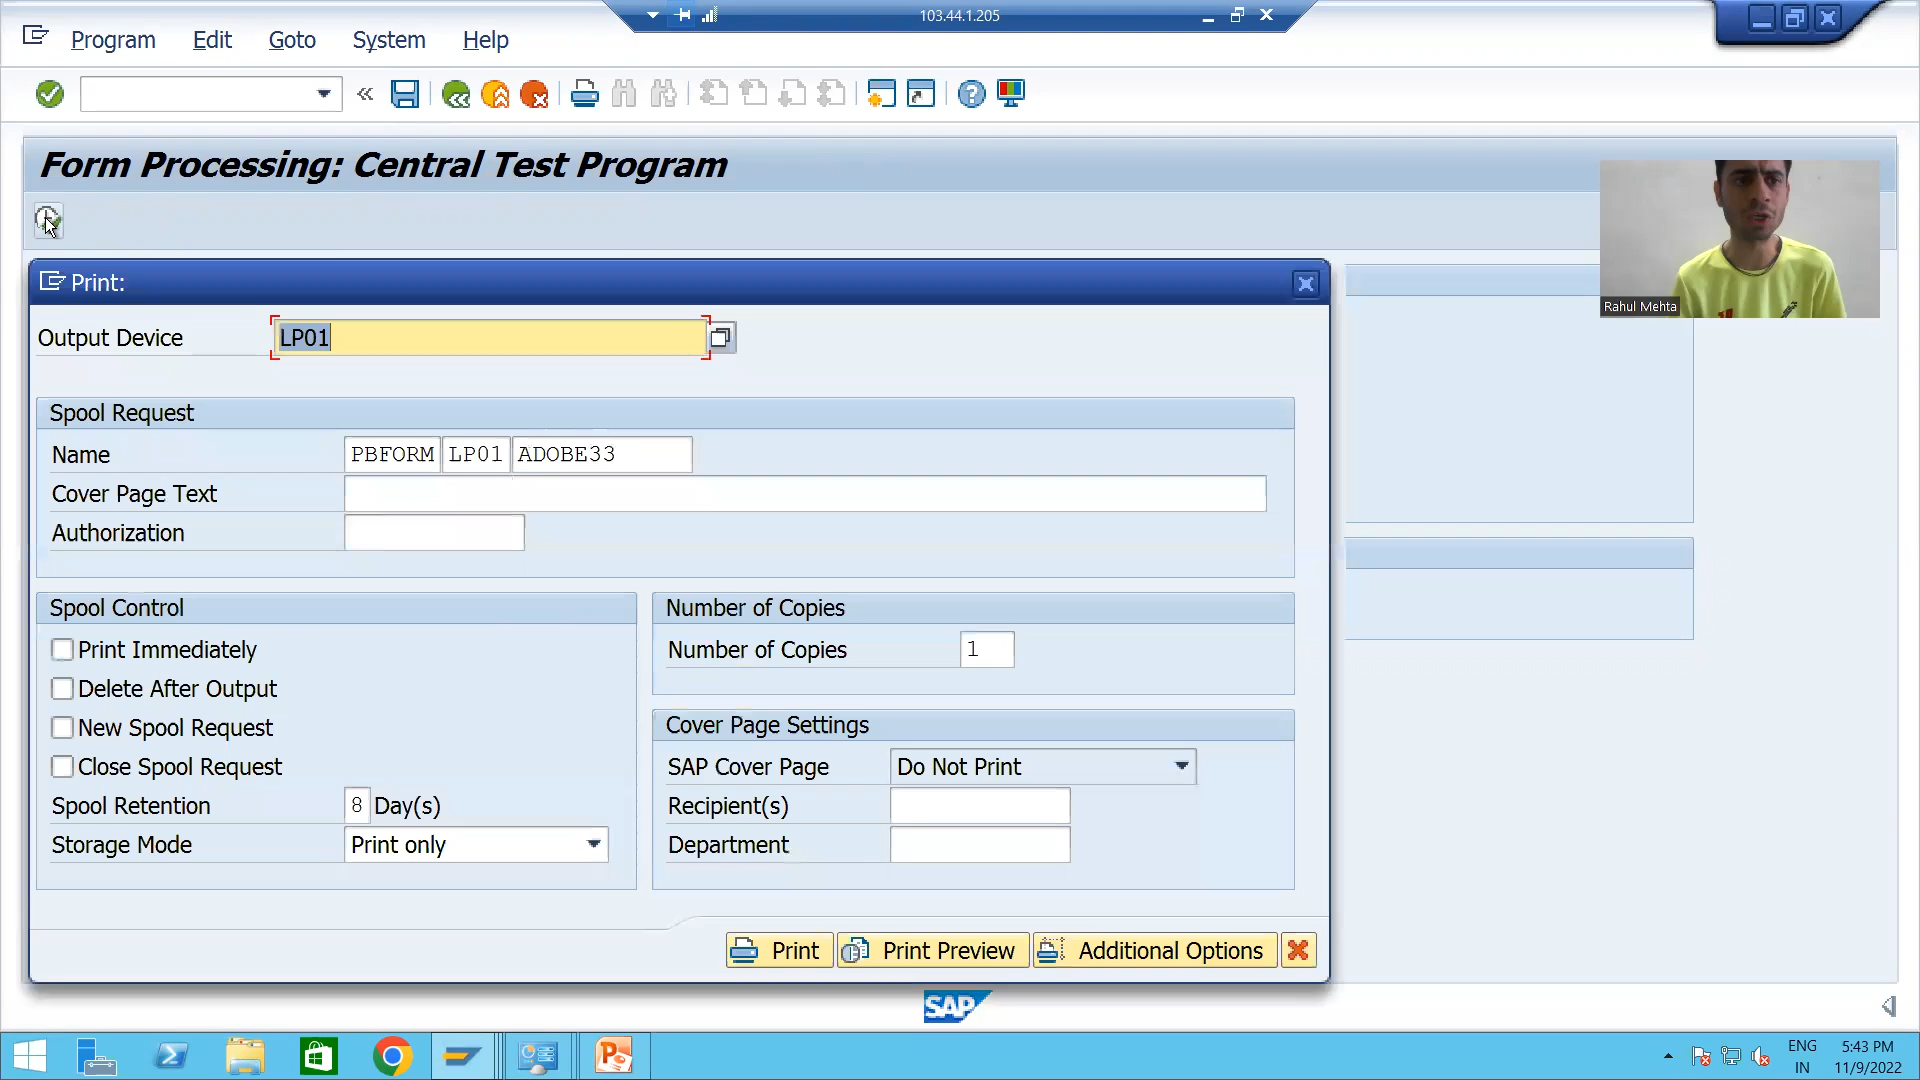 103.44.1.205
Program Edit Goto System Help
Form Processing: Central Test Program
Rahul Mehta
Print:
Output Device LP01
Spool Request
Name PBFORM LP01 ADOBE33
Cover Page Text
Authorization
Spool Control
Print Immediately
Delete After Output
New Spool Request
Close Spool Request
Spool Retention 8 Day(s)
Storage Mode Print only
Number of Copies
Number of Copies 1
Cover Page Settings
SAP Cover Page Do Not Print
Recipient(s)
Department
Print Print Preview Additional Options
SAP
ENG 5:43 PM
IN 11/9/2022